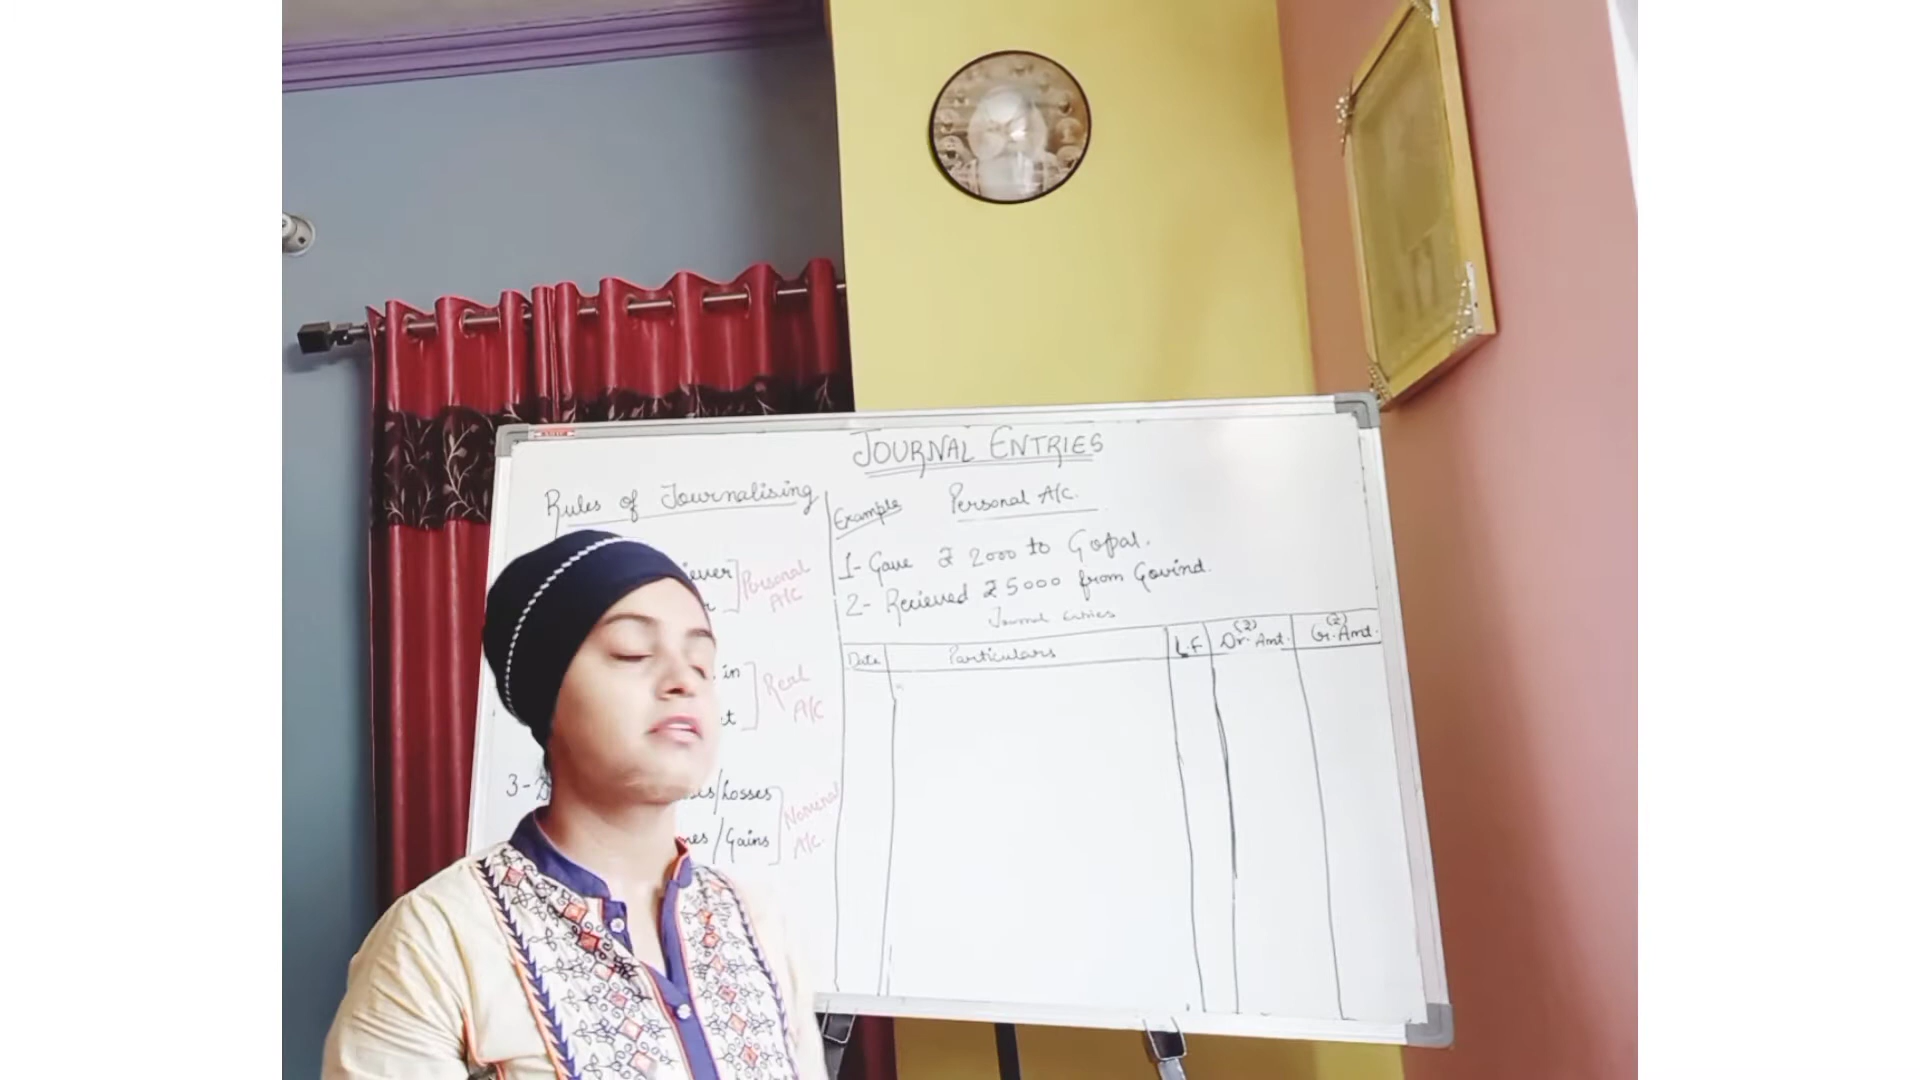 JOURNAL ENTRIES
Rules of Journalising
Personal
A/c
in
Real
A/C
3-
/Losses
/Gains
Nominal
A/c.
Example Personal A/c.
1- Gave ₹ 2000 to Gopal.
2- Recieved ₹ 5000 from Govind.
Journal Entries
Date Particulars L.F Dr. Amt. Cr. Amt.